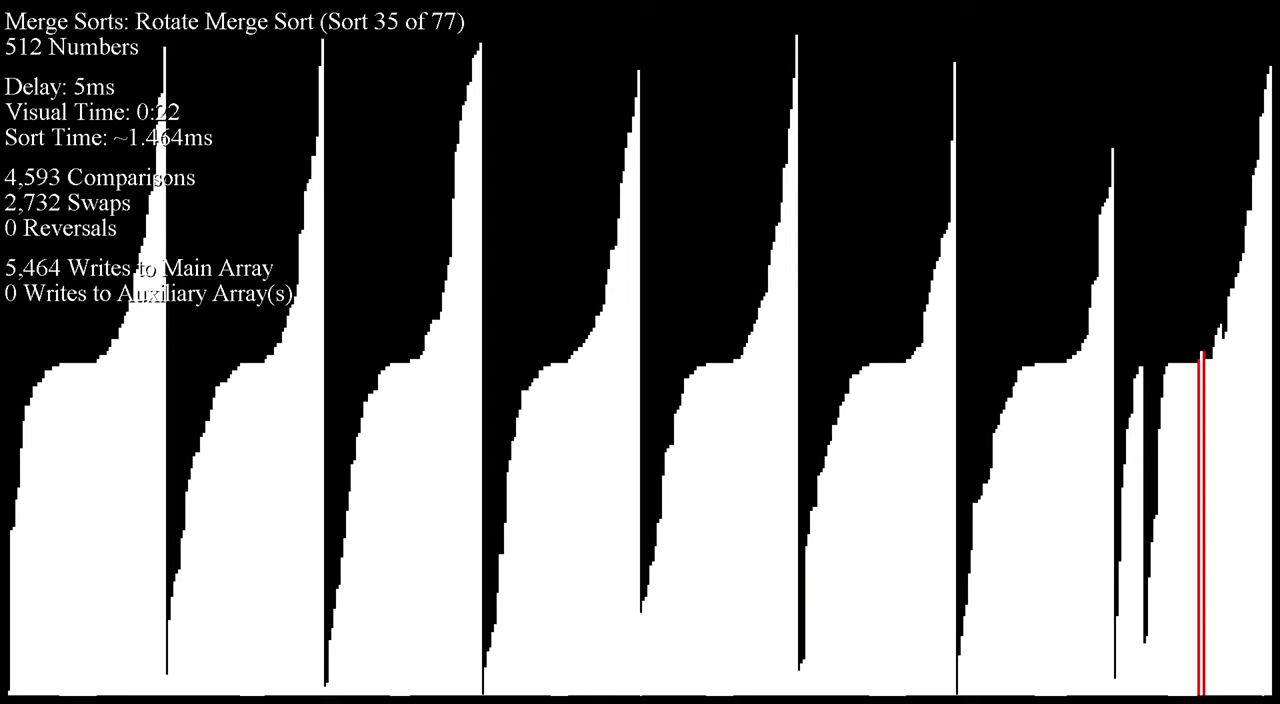 Merge Sorts: Rotate Merge Sort (Sort 35 of 77)
512 Numbers
Delay: 5ms
Visual Time: 0:22
Sort Time: ~1.464ms
4,593 Comparisons
2,732 Swaps
0 Reversals
5,464 Writes to Main Array
0 Writes to Auxiliary Array(s)